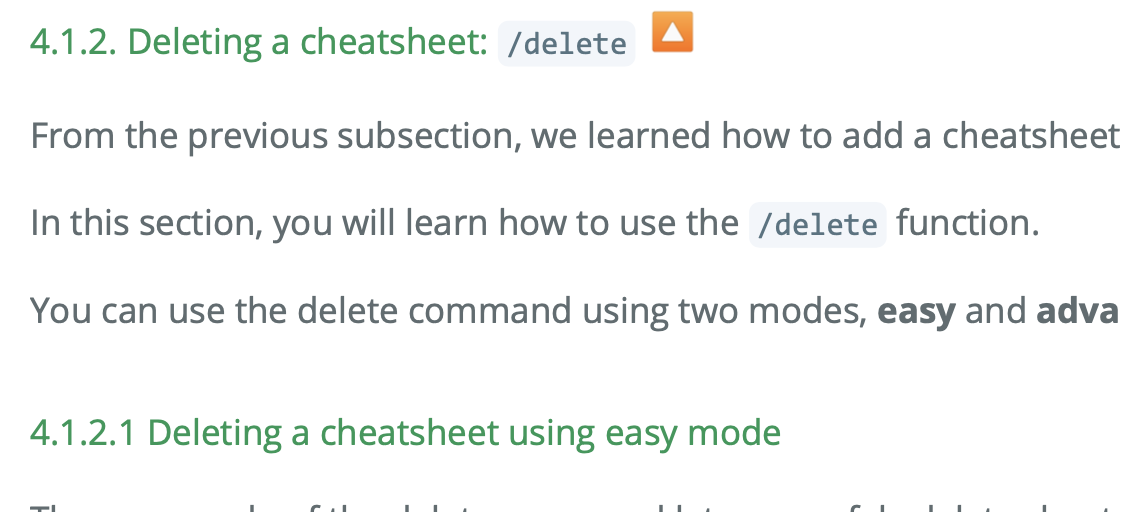 4.1.2. Deleting a cheatsheet: /delete
From the previous subsection, we learned how to add a cheatsheet
In this section, you will learn how to use the /delete function.
You can use the delete command using two modes, easy and adva
4.1.2.1 Deleting a cheatsheet using easy mode